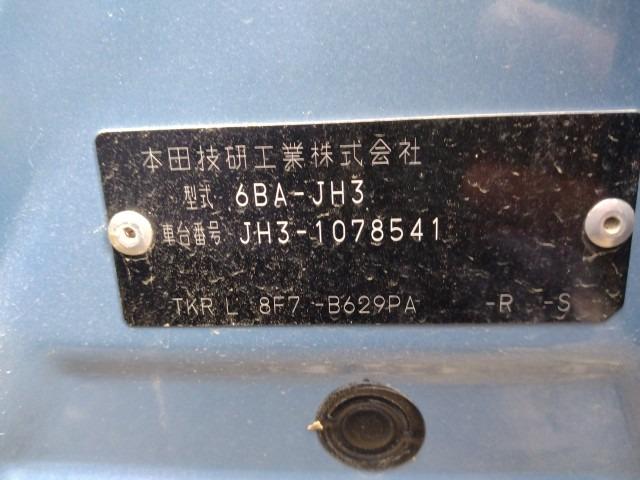 本田技研工業株式会社
型式 6BA-JH3
車台番号 JH3-1078541
TKR L 8F7 -B629PA -R -S